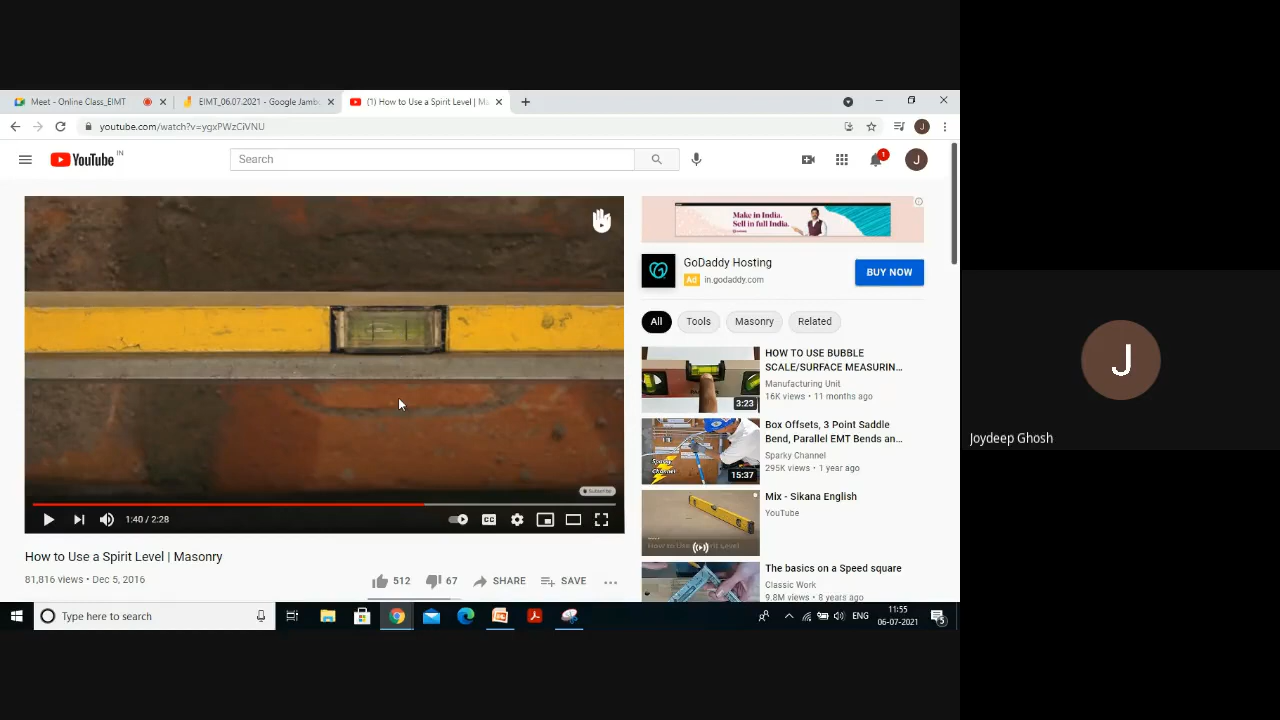 Meet - Online Class_EIMT
EIMT_06.07.2021 - Google Jamb
(1) How to Use a Spirit Level | M
youtube.com/watch?v=ygxPWzCiVNU
J
YouTube IN
Search
1
J
Make in India.
Sell in full India.
GoDaddy Hosting
Ad in.godaddy.com
BUY NOW
All Tools Masonry Related
HOW TO USE BUBBLE
SCALE/SURFACE MEASURIN...
Manufacturing Unit
16K views • 11 months ago
3:23
Box Offsets, 3 Point Saddle
Bend, Parallel EMT Bends an...
Sparky Channel
295K views • 1 year ago
Sparky
Channel
15:37
Mix - Sikana English
YouTube
The basics on a Speed square
Classic Work
9.8M views • 8 years ago
Subscribe
1:40 / 2:28
CC
How to Use a Spirit Level | Masonry
81,816 views • Dec 5, 2016
512 67 SHARE SAVE ...
Type here to search
ENG
11:55
06-07-2021
5
J
Joydeep Ghosh